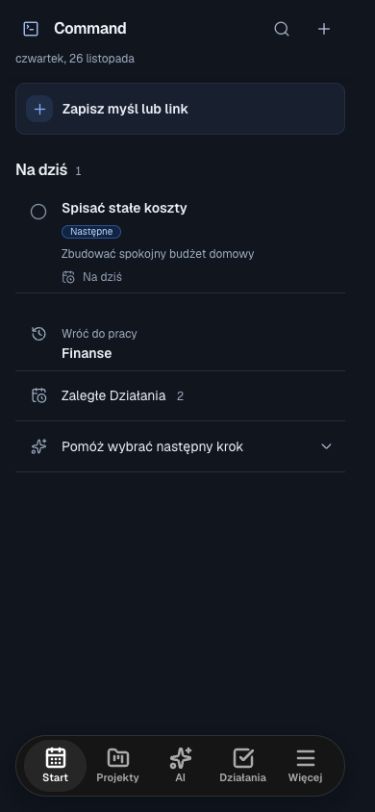 Command
czwartek, 26 listopada
Zapisz myśl lub link
Na dziś 1
Spisać stałe koszty
Następne
Zbudować spokojny budżet domowy
Na dziś
Wróć do pracy
Finanse
Zaległe Działania 2
Pomóż wybrać następny krok
Start
Projekty
AI
Działania
Więcej